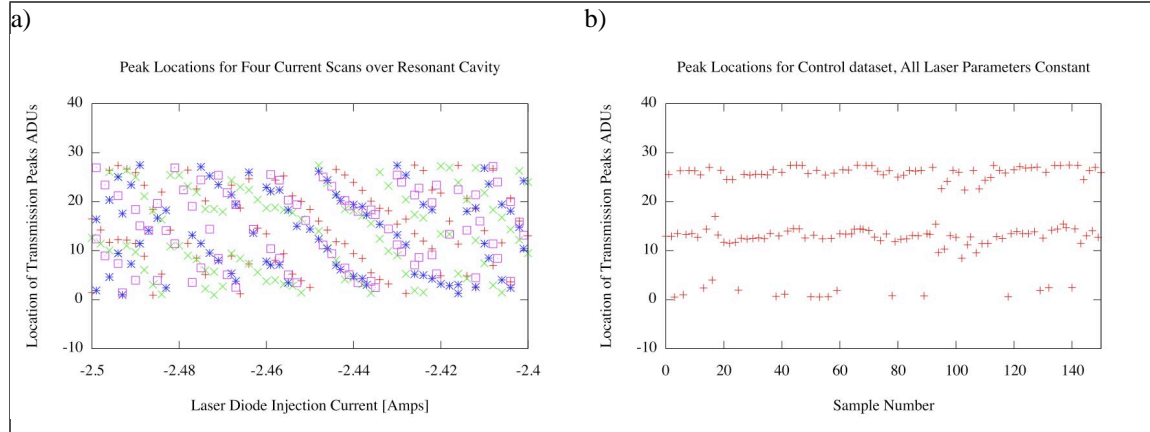 a)
Peak Locations for Four Current Scans over Resonant Cavity
Location of Transmission Peaks ADUs
40
30
20
10
0
-10
-2.5 -2.48 -2.46 -2.44 -2.42 -2.4
Laser Diode Injection Current [Amps]
b)
Peak Locations for Control dataset, All Laser Parameters Constant
Location of Transmission Peaks ADUs
40
30
20
10
0
-10
0 20 40 60 80 100 120 140
Sample Number